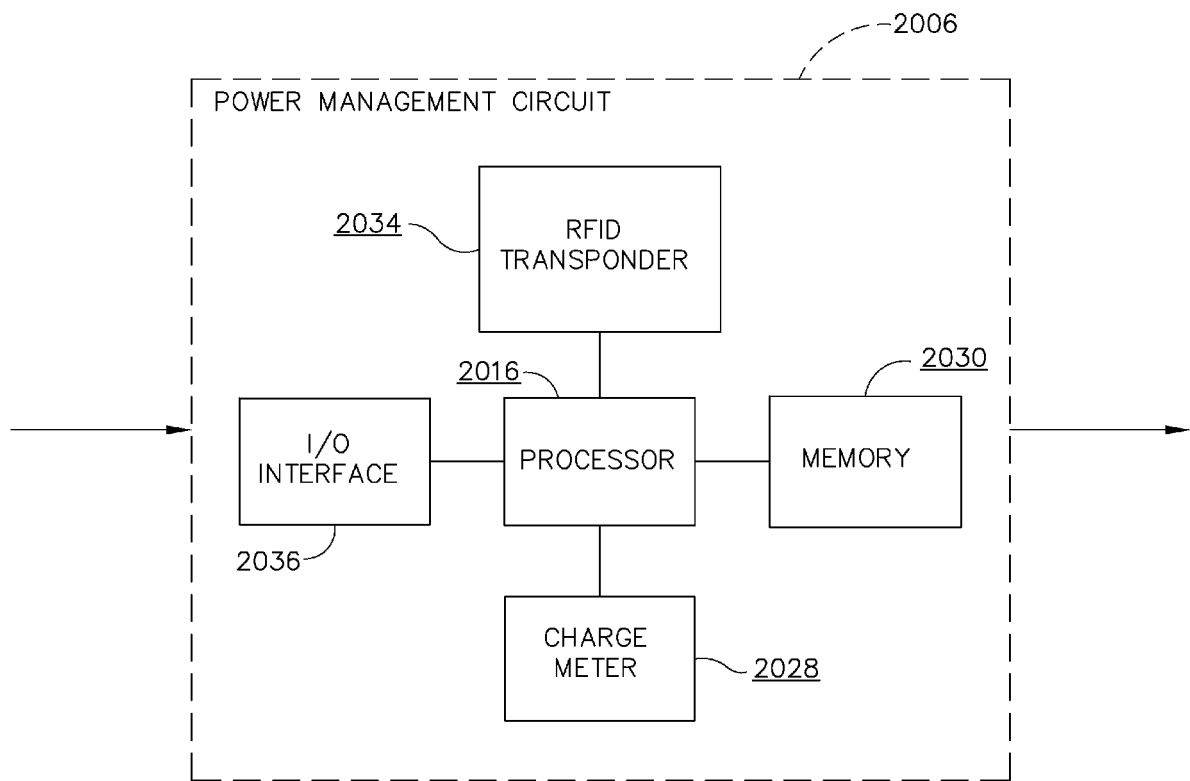 2006
POWER MANAGEMENT CIRCUIT
2034
RFID
TRANSPONDER
2016
2030
I/O
INTERFACE
PROCESSOR
MEMORY
2036
CHARGE
METER
2028